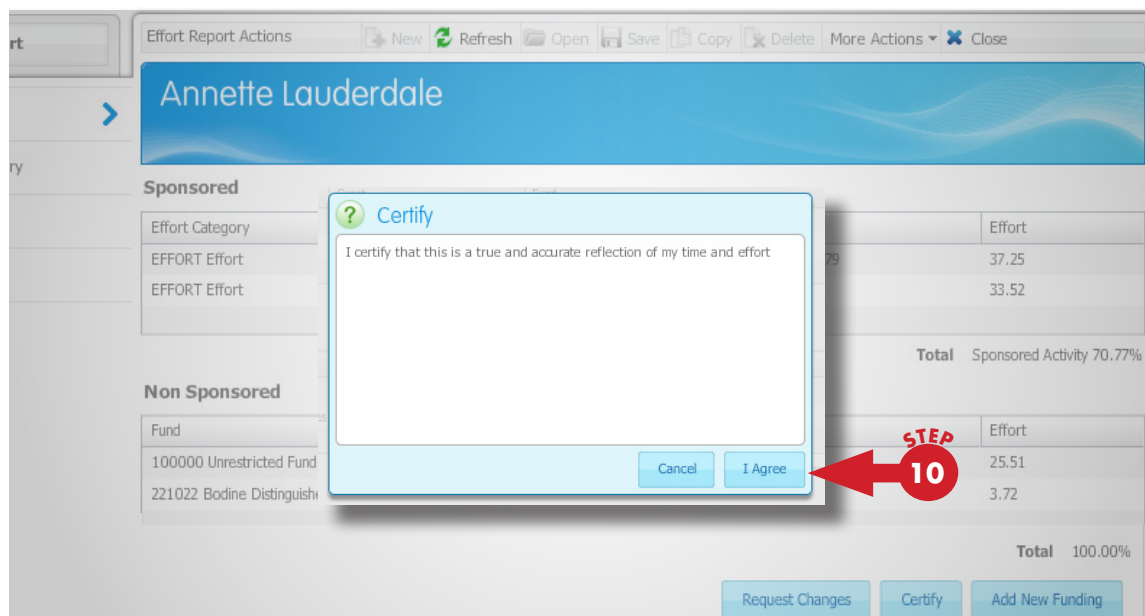 rt
Effort Report Actions New Refresh Open Save Copy Delete More Actions Close
Annette Lauderdale
ry
Sponsored
Effort Category Effort
EFFORT Effort 79 37.25
EFFORT Effort 33.52
Total Sponsored Activity 70.77%
Certify
I certify that this is a true and accurate reflection of my time and effort
Cancel I Agree
STEP
10
Non Sponsored
Fund Effort
100000 Unrestricted Fund 25.51
221022 Bodine Distinguishe 3.72
Total 100.00%
Request Changes Certify Add New Funding